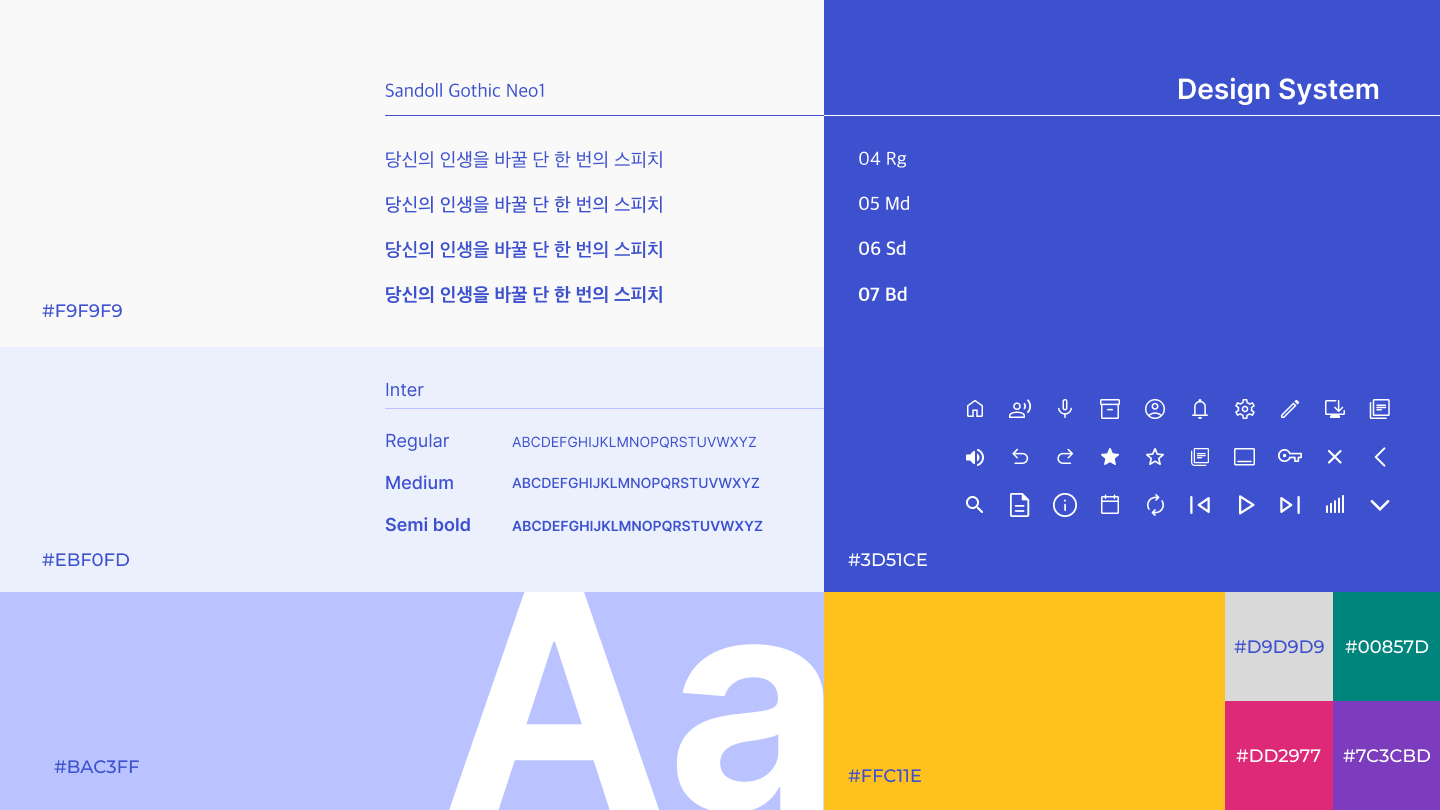 Design System
Sandoll Gothic Neo1
당신의 인생을 바꿀 단 한 번의 스피치 04 Rg
당신의 인생을 바꿀 단 한 번의 스피치 05 Md
당신의 인생을 바꿀 단 한 번의 스피치 06 Sd
당신의 인생을 바꿀 단 한 번의 스피치 07 Bd
#F9F9F9
Inter
Regular ABCDEFGHIJKLMNOPQRSTUVWXYZ
Medium ABCDEFGHIJKLMNOPQRSTUVWXYZ
Semi bold ABCDEFGHIJKLMNOPQRSTUVWXYZ
#EBF0FD
#3D51CE
Aa
#BAC3FF
#FFC11E
#D9D9D9
#00857D
#DD2977
#7C3CBD